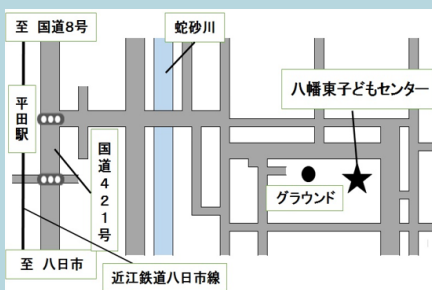 至 国道8号
蛇砂川
八幡東子どもセンター
平田駅
国道421号
グラウンド
至 八日市
近江鉄道八日市線